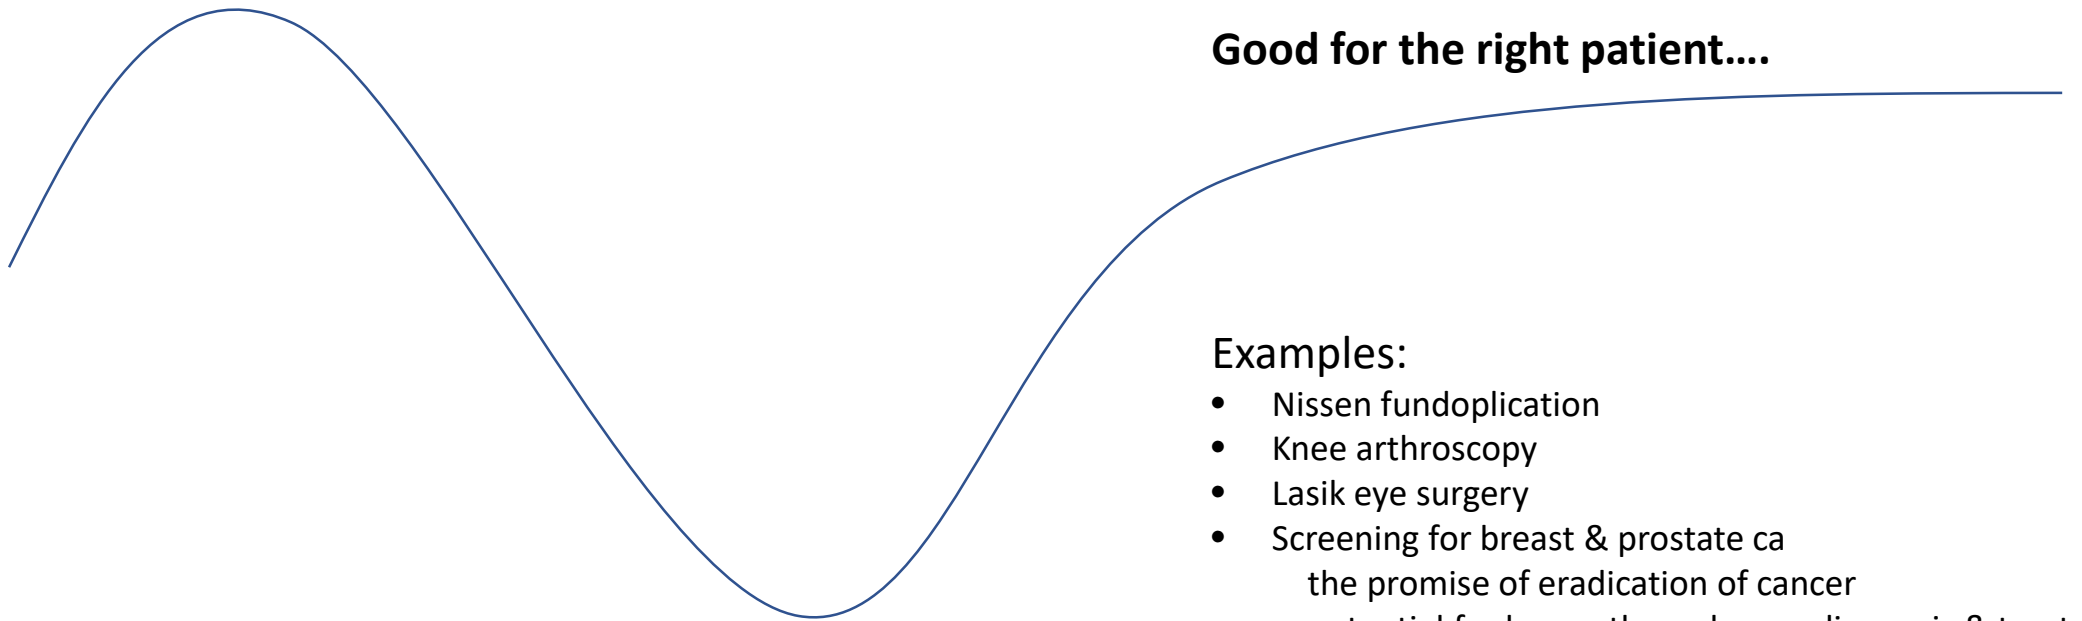 Good for the right patient....
Examples:
• Nissen fundoplication
• Knee arthroscopy
• Lasik eye surgery
• Screening for breast & prostate ca
the promise of eradication of cancer